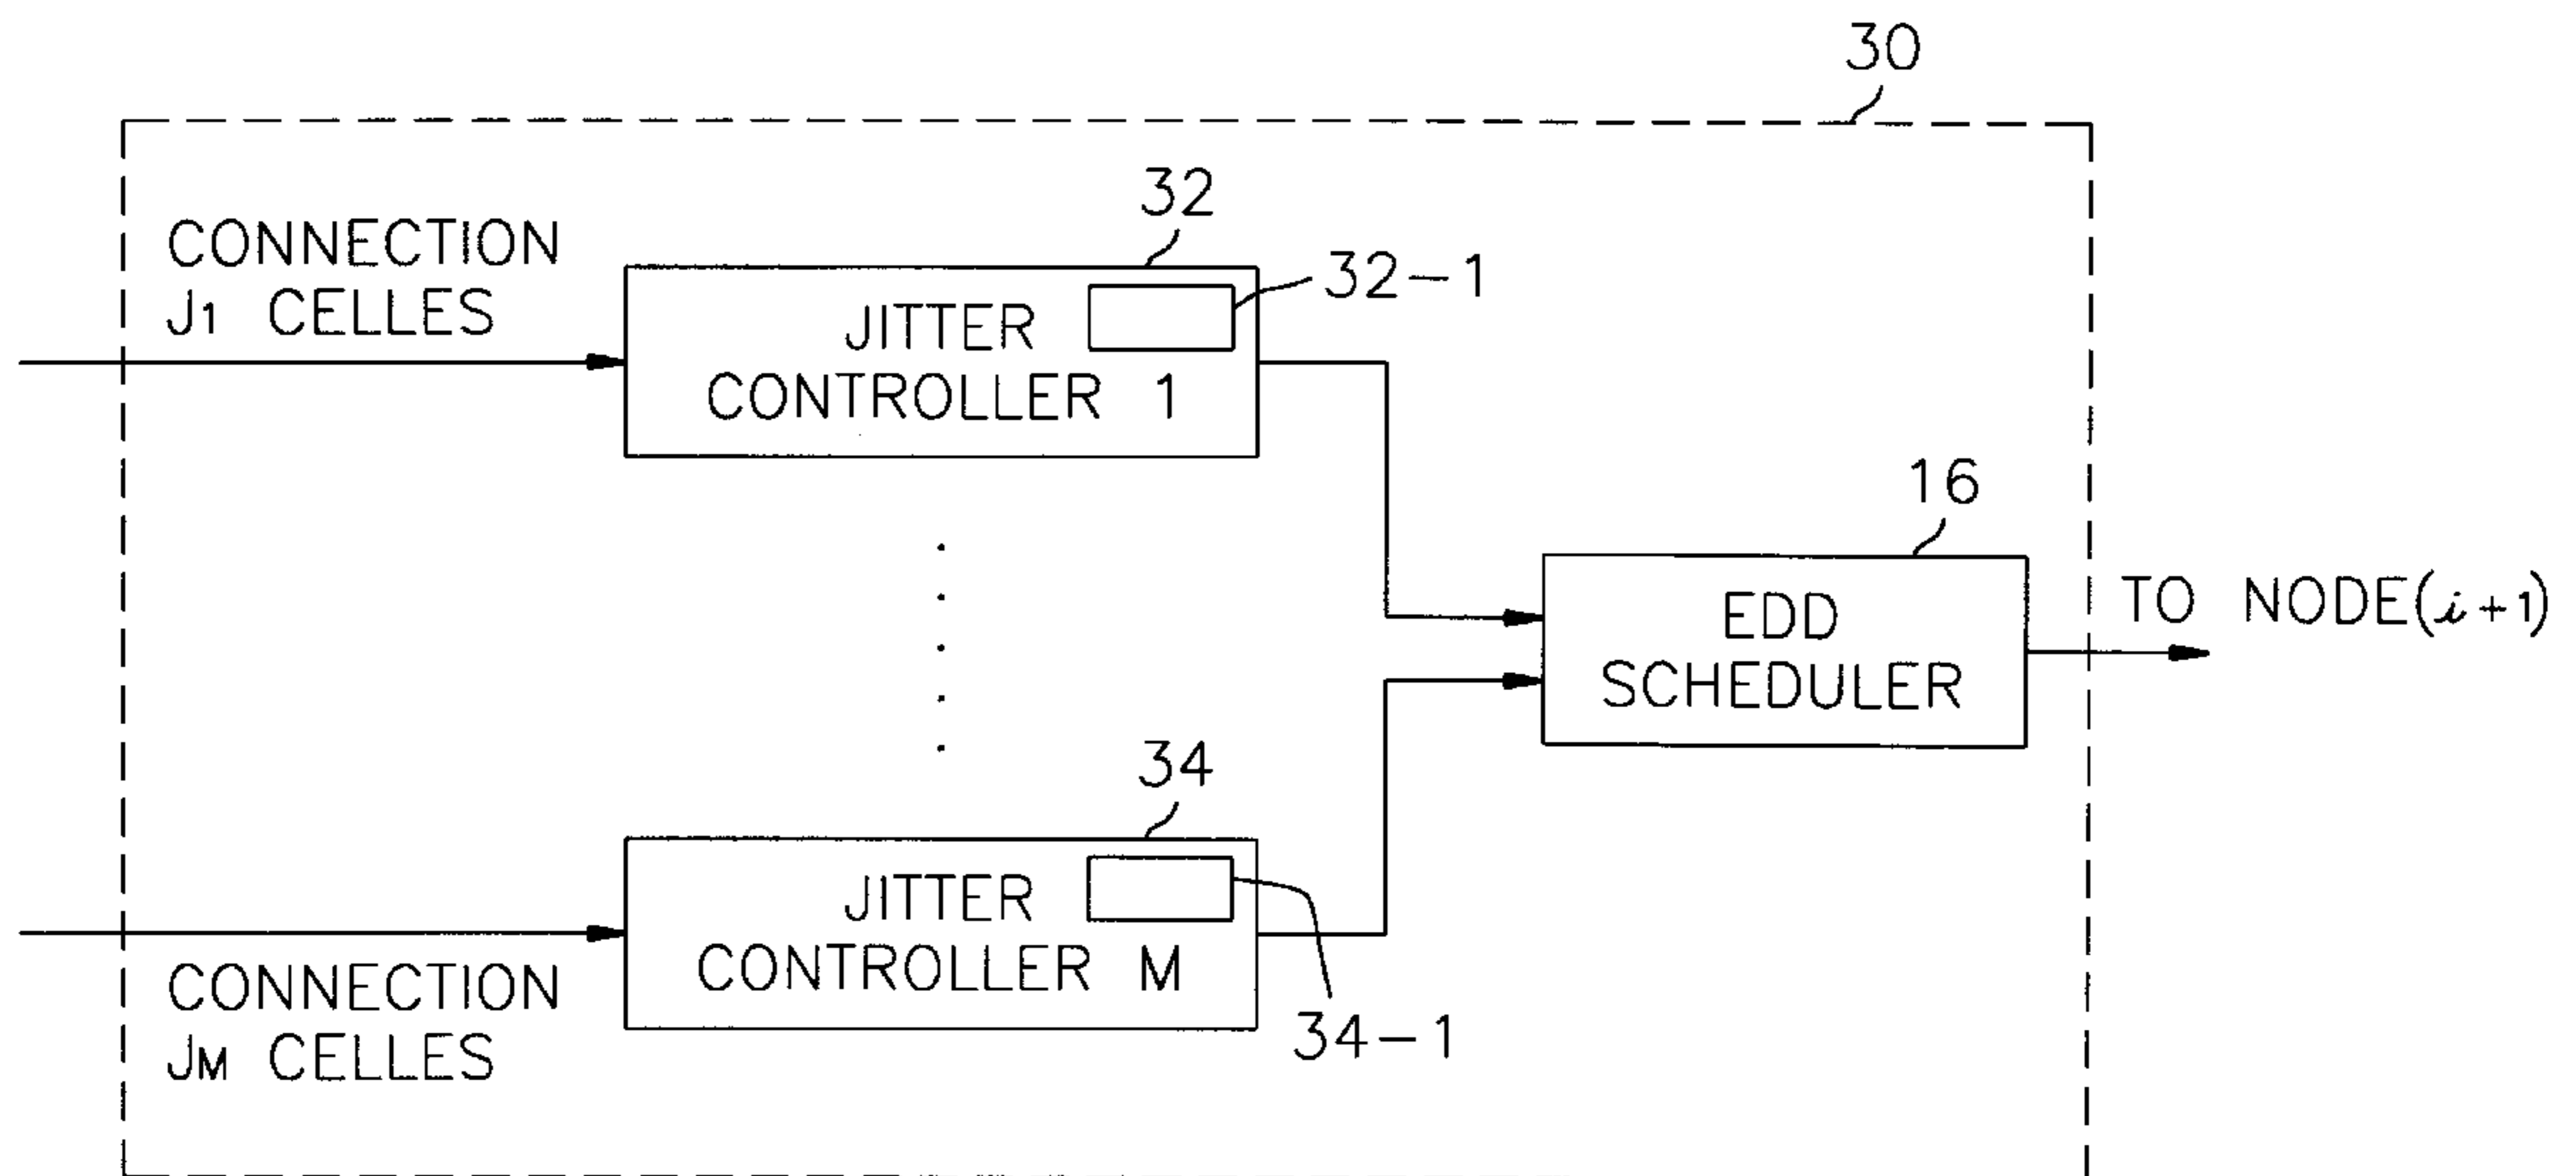 30
32
CONNECTION
J1 CELLES
32-1
JITTER
CONTROLLER 1
16
EDD
SCHEDULER
TO NODE(i+1)
34
JITTER
CONTROLLER M
CONNECTION
JM CELLES
34-1